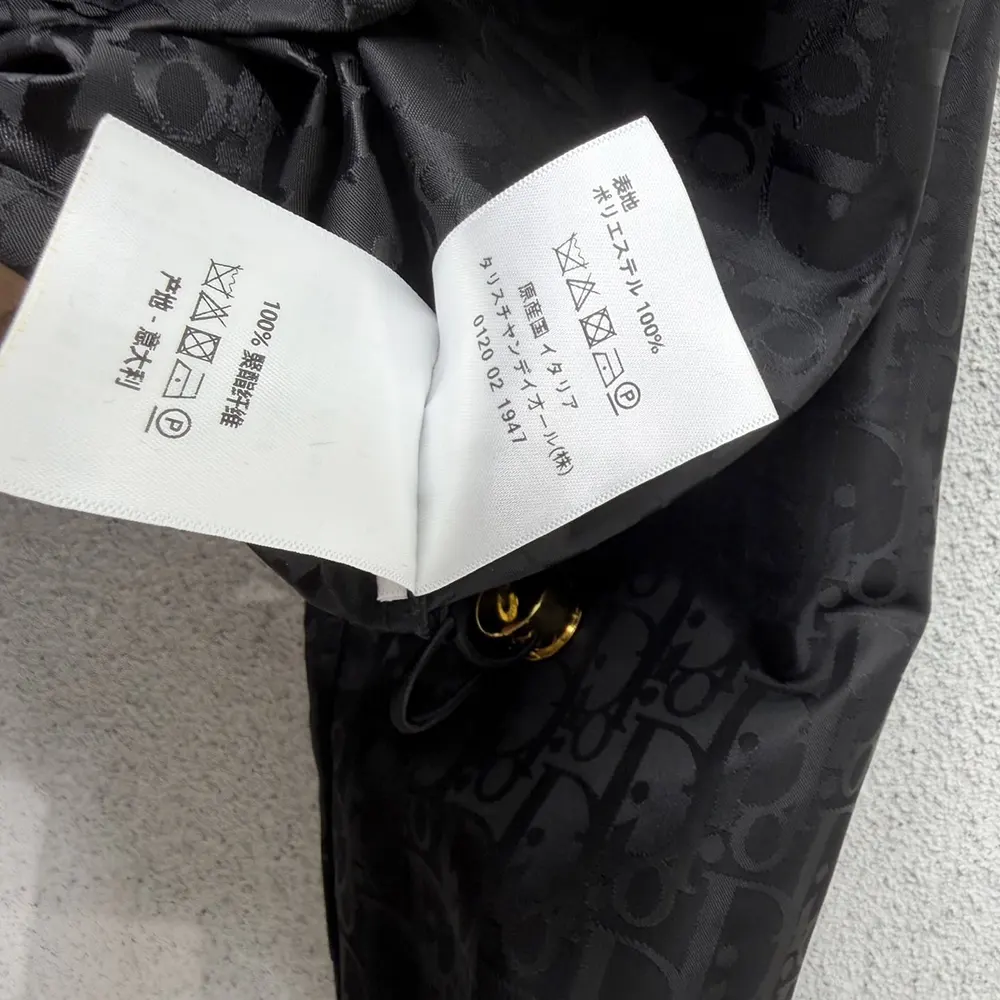 100% 聚酯纤维
P
产地 - 意大利
表地
ポリエステル 100%
P
原産国 イタリア
タリスチャンデイオール(株)
0120 02 1947